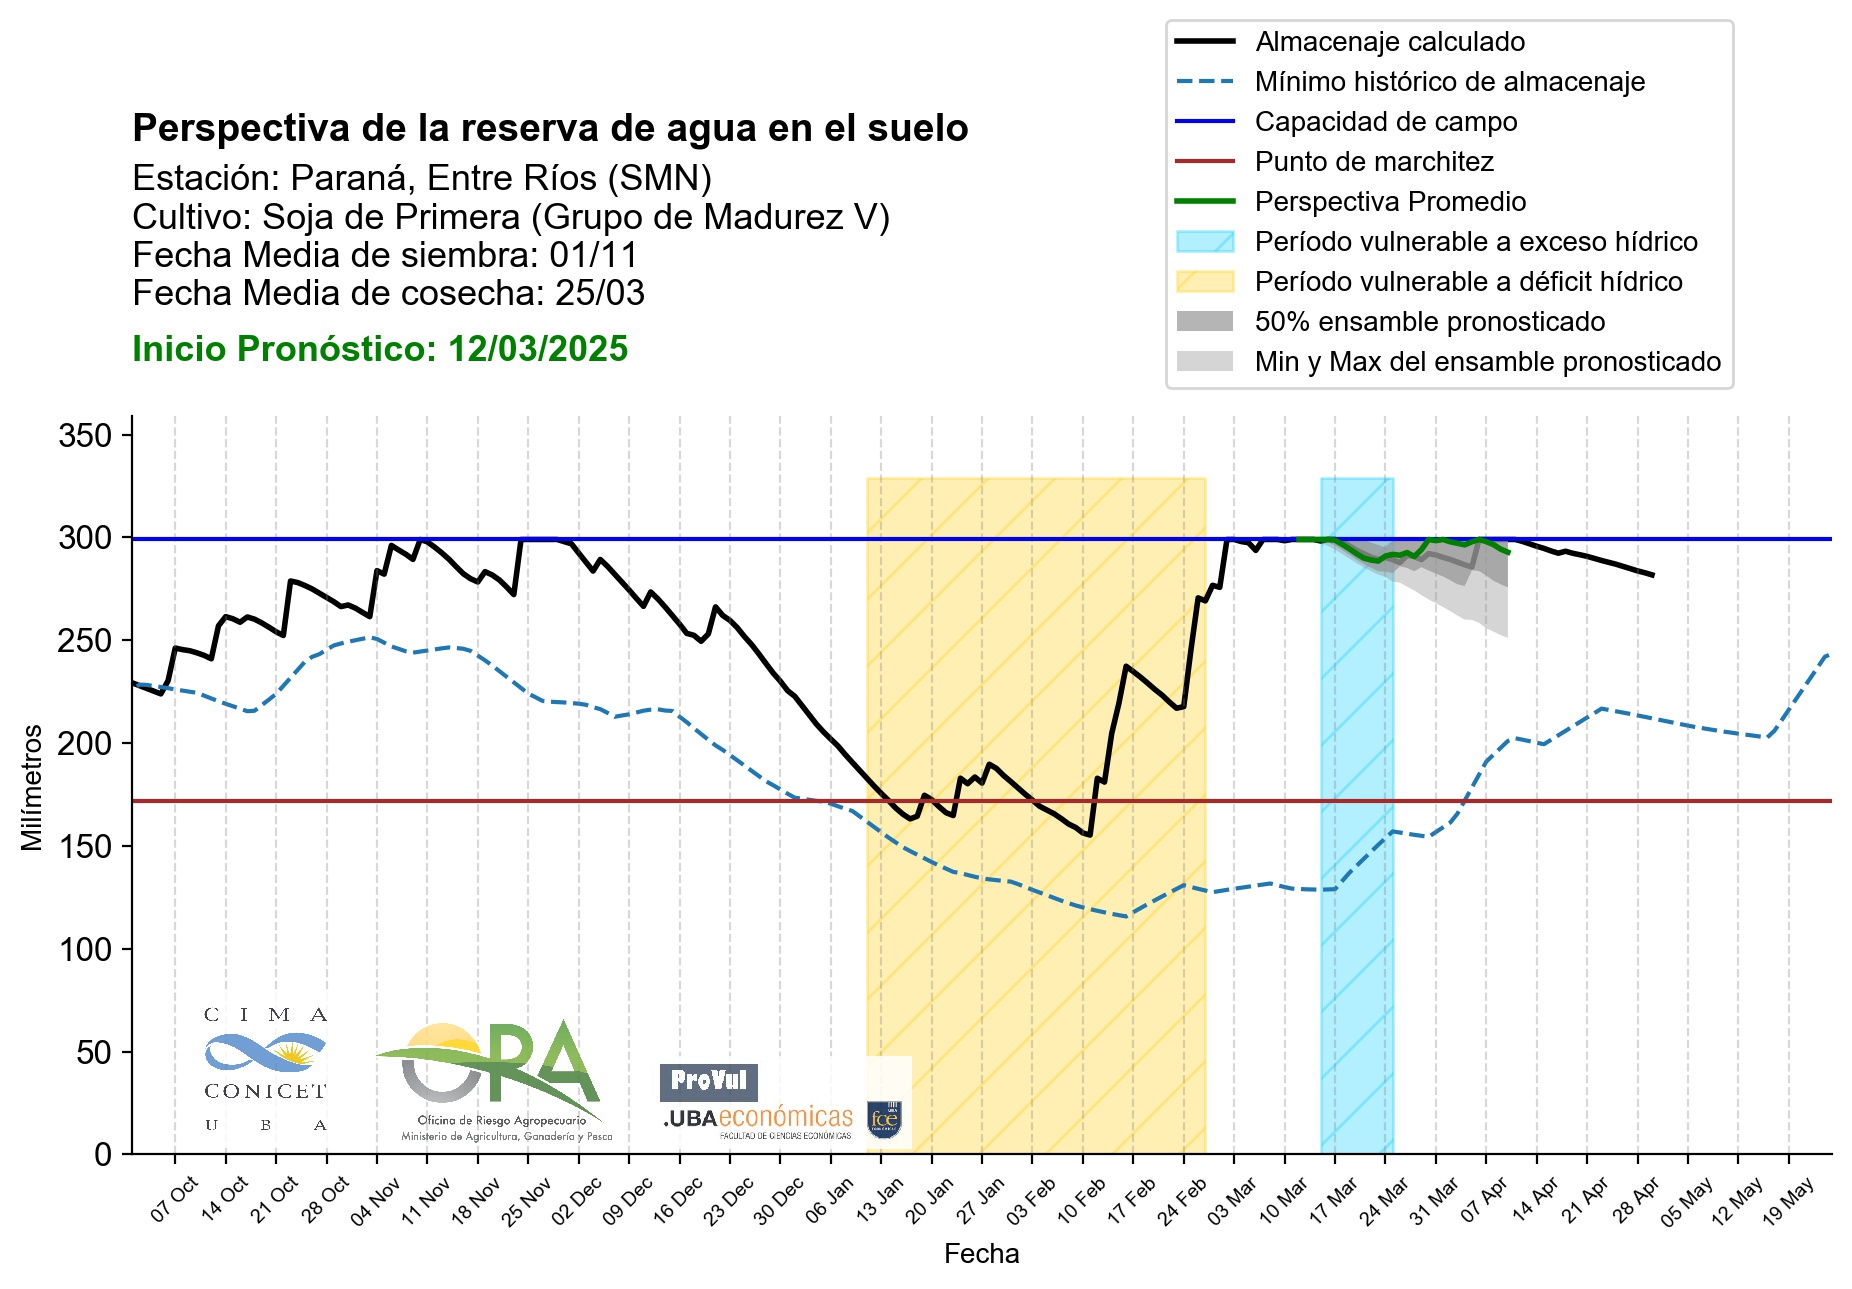 Almacenaje calculado
Mínimo histórico de almacenaje
Capacidad de campo
Punto de marchitez
Perspectiva Promedio
Período vulnerable a exceso hídrico
Período vulnerable a déficit hídrico
50% ensamble pronosticado
Min y Max del ensamble pronosticado
Perspectiva de la reserva de agua en el suelo
Estación: Paraná, Entre Ríos (SMN)
Cultivo: Soja de Primera (Grupo de Madurez V)
Fecha Media de siembra: 01/11
Fecha Media de cosecha: 25/03
Inicio Pronóstico: 12/03/2025
350
300
250
200
150
100
50
0
Milímetros
CIMA
CONICET
UBA
ORA
Oficina de Riesgo Agropecuario
Ministerio de Agricultura, Ganadería y Pesca
ProVul
.UBAeconómicas
FACULTAD DE CIENCIAS ECONÓMICAS
UBA
fce
07 Oct
14 Oct
21 Oct
28 Oct
04 Nov
11 Nov
18 Nov
25 Nov
02 Dec
09 Dec
16 Dec
23 Dec
30 Dec
06 Jan
13 Jan
20 Jan
27 Jan
03 Feb
10 Feb
17 Feb
24 Feb
03 Mar
10 Mar
17 Mar
24 Mar
31 Mar
07 Apr
14 Apr
21 Apr
28 Apr
05 May
12 May
19 May
Fecha